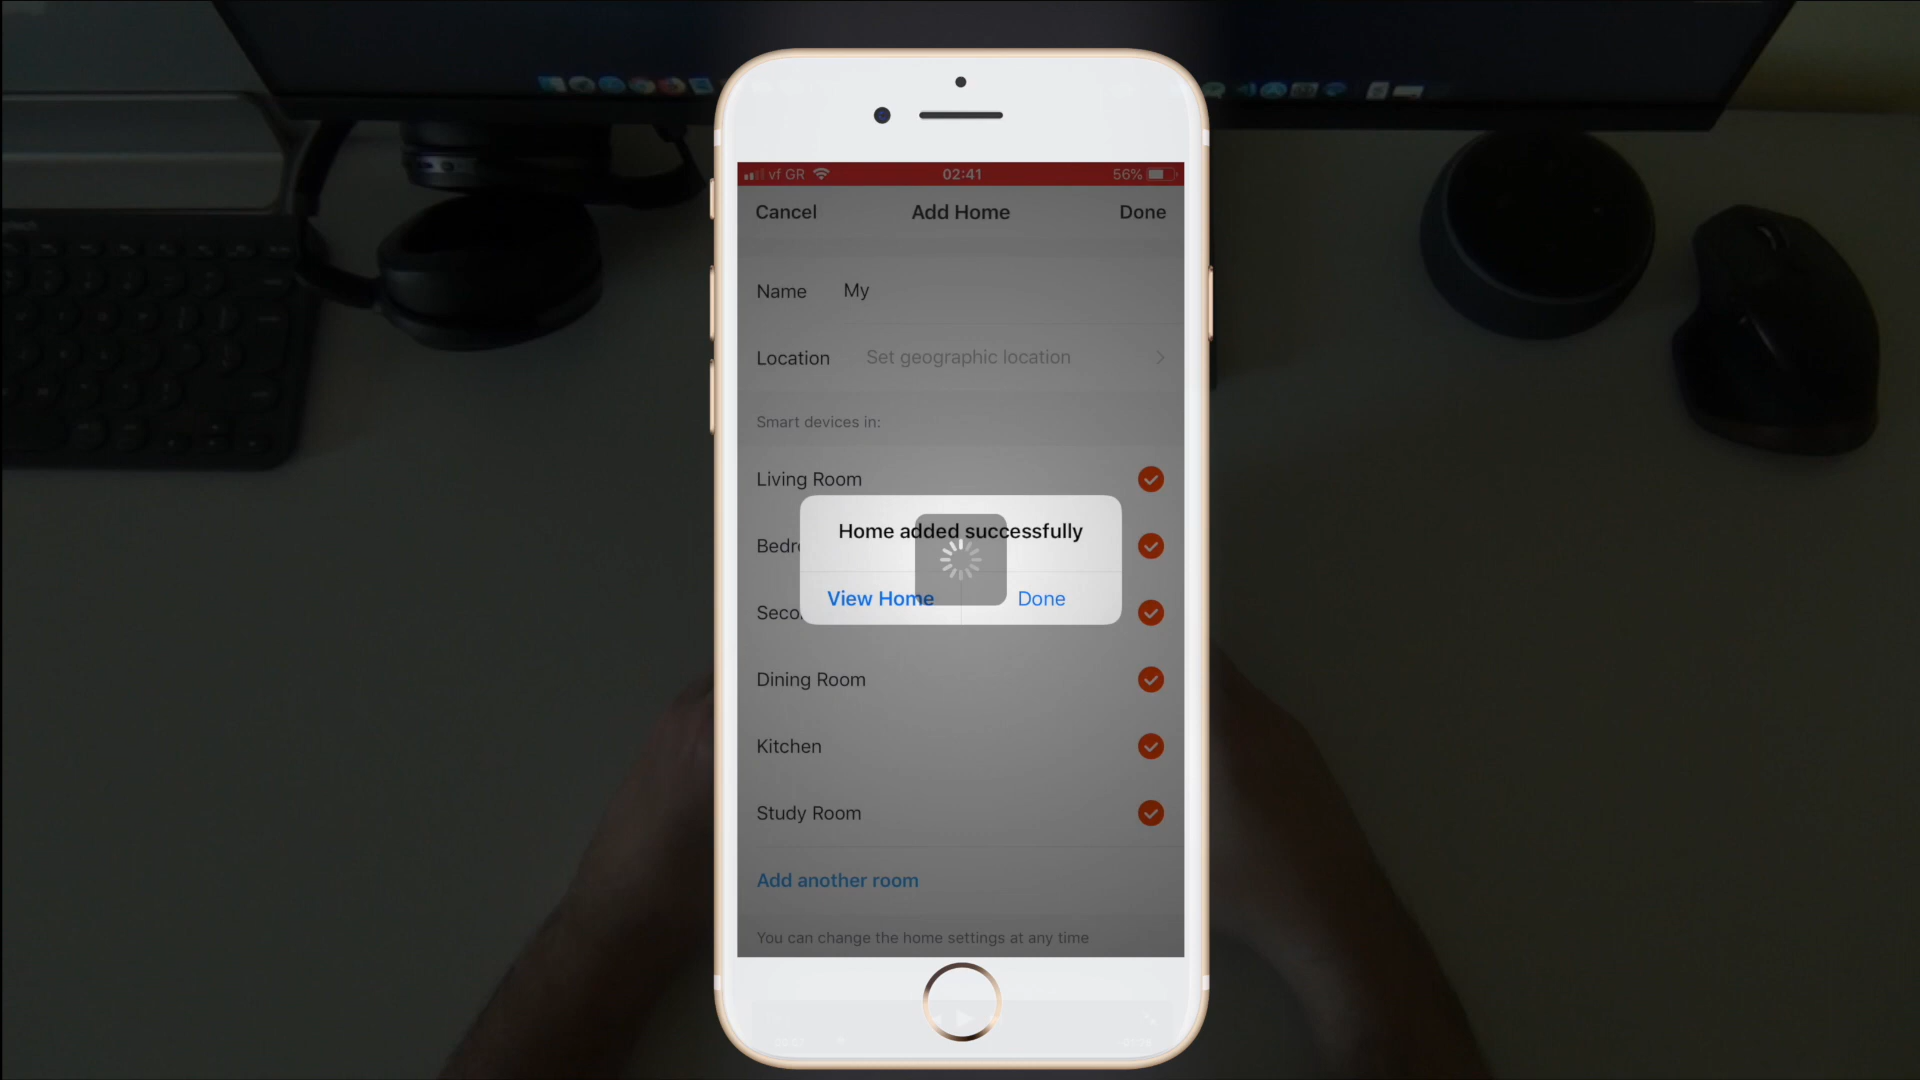 vf GR 02:41 56%
Cancel Add Home Done
Name My
Location Set geographic location
Smart devices in:
Living Room
Home added successfully
Bedr
View Home Done
Seco
Dining Room
Kitchen
Study Room
Add another room
You can change the home settings at any time